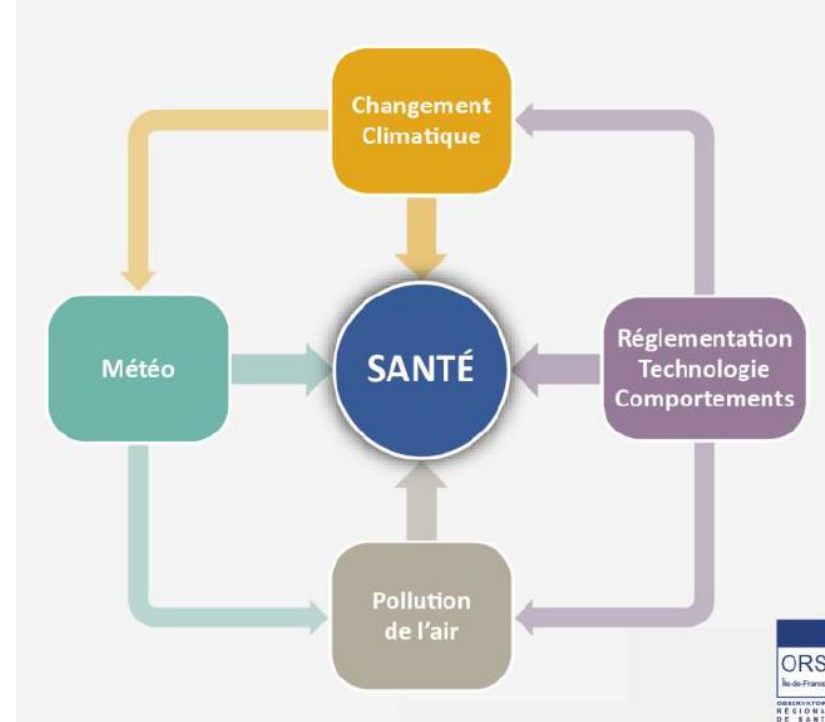 Changement
Climatique
Météo
SANTÉ
Réglementation
Technologie
Comportements
Pollution
de l'air
ORS